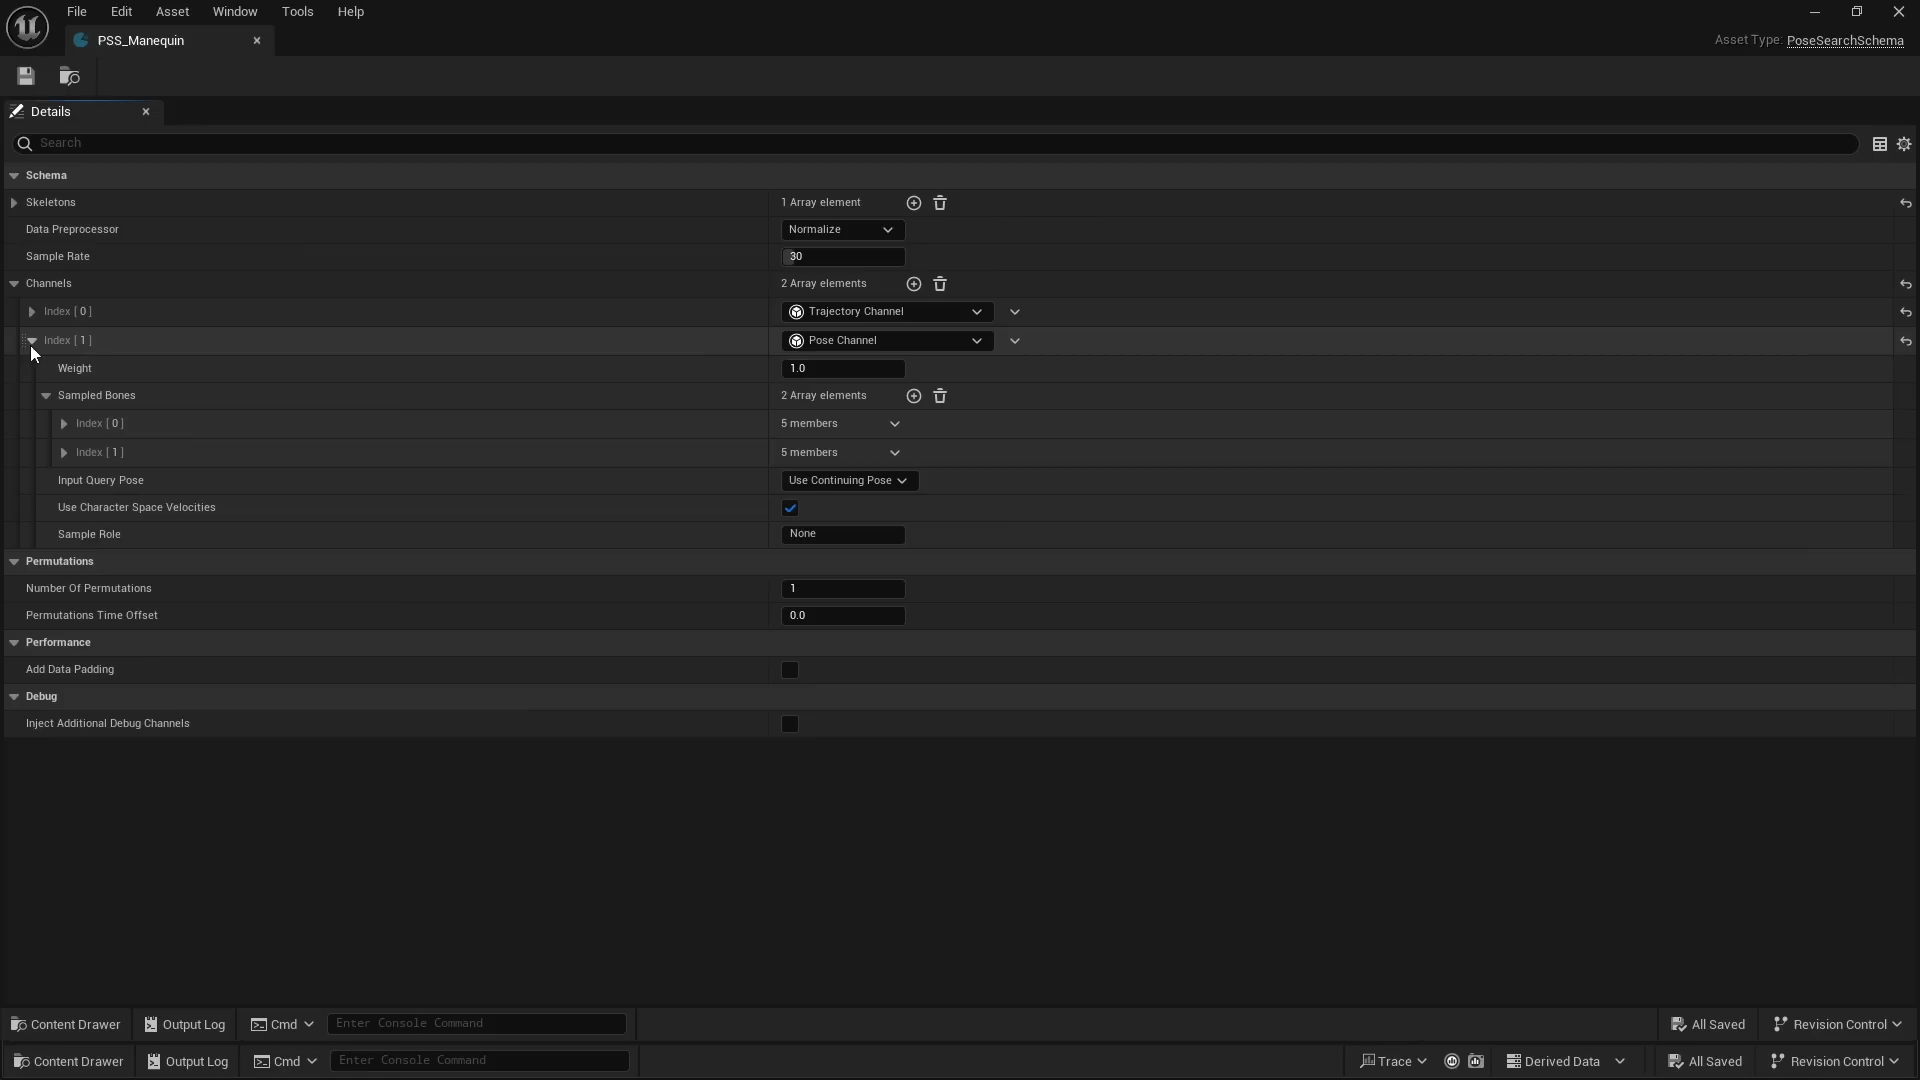 File Edit Asset Window Tools Help
PSS_Manequin
Asset Type: PoseSearchSchema
Details
Search
Schema
Skeletons 1 Array element
Data Preprocessor Normalize
Sample Rate 30
Channels 2 Array elements
Index [ 0 ] Trajectory Channel
Index [ 1 ] Pose Channel
Weight 1.0
Sampled Bones 2 Array elements
Index [ 0 ] 5 members
Index [ 1 ] 5 members
Input Query Pose Use Continuing Pose
Use Character Space Velocities
Sample Role None
Permutations
Number Of Permutations 1
Permutations Time Offset 0.0
Performance
Add Data Padding
Debug
Inject Additional Debug Channels
Content Drawer Output Log Cmd Enter Console Command All Saved Revision Control
Content Drawer Output Log Cmd Enter Console Command Trace Derived Data All Saved Revision Control